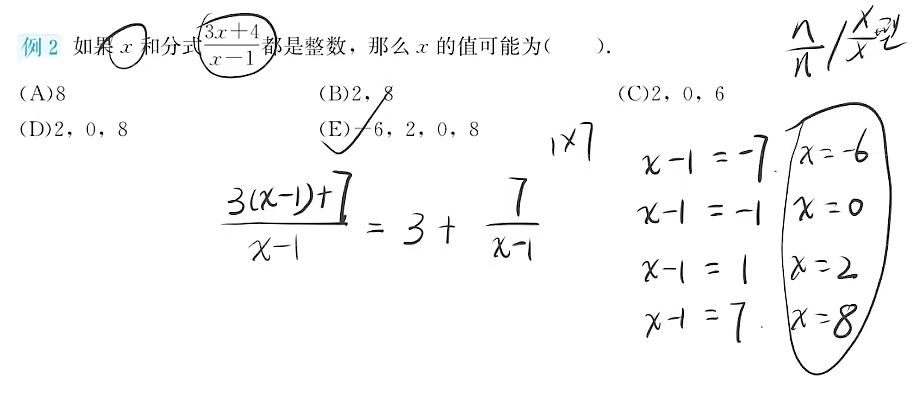 例2 如果 x 和分式 \frac{3x+4}{x-1} 都是整数，那么 x 的值可能为(　　).
n/n / x/x 型
(A)8 (B)2，8 (C)2，0，6
(D)2，0，8 (E)−6，2，0，8
1×7
x-1 = -7. x = -6
\frac{3(x-1)+7}{x-1} = 3 + \frac{7}{x-1}
x-1 = -1 x = 0
x-1 = 1 x = 2
x-1 = 7. x = 8